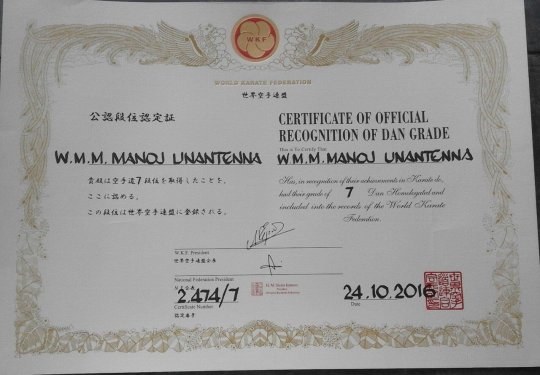 WKF
WORLD KARATE FEDERATION
世界空手連盟
公認段位認定証
CERTIFICATE OF OFFICIAL
RECOGNITION OF DAN GRADE
This is To Certify That
W.M.M. MANOJ UNANTENNA
W.M.M. MANOJ UNANTENNA
貴殿は空手道7段位を取得したことを、
ここに認める。
この段位は世界空手連盟に登録される。
Has, in recognition of their achievements in Karate do,
had their grade of 7 Dan Homologated and
included into the records of the World Karate
Federation.
W.K.F. President
世界空手連盟会長
National Federation President
2.474/7
Certificate Number
認定番号
24.10.2016
Date